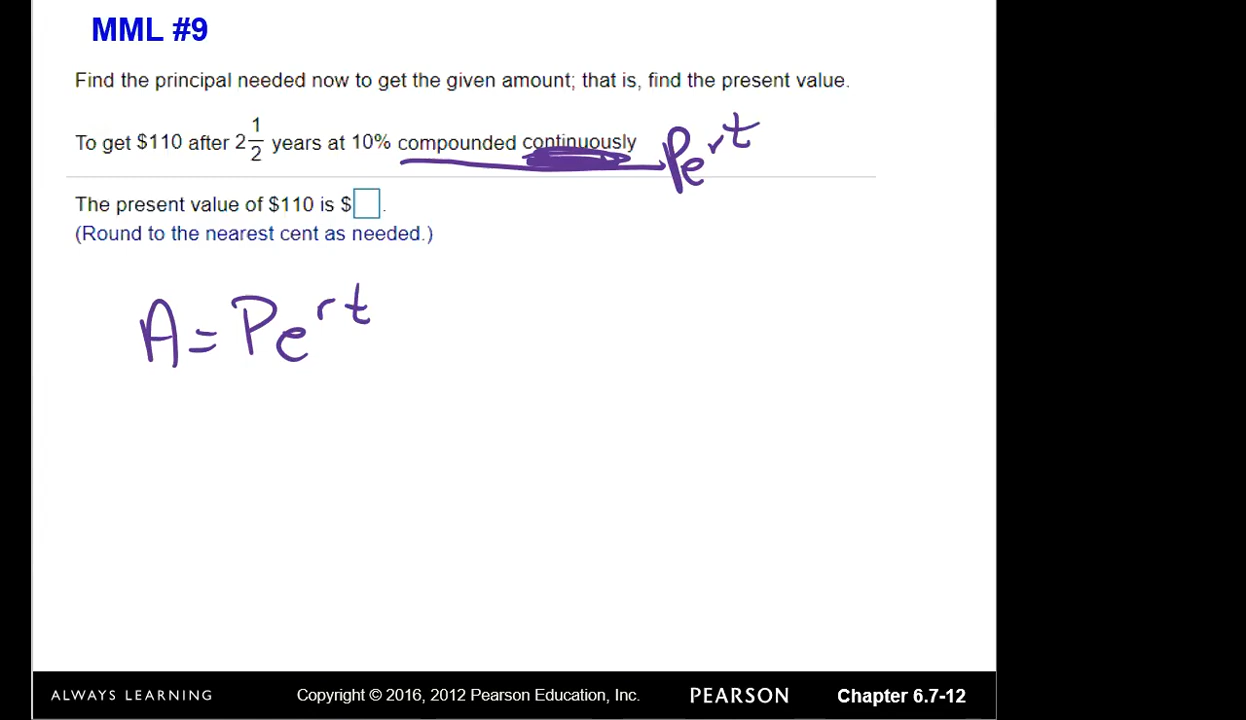 MML #9
Find the principal needed now to get the given amount; that is, find the present value.
To get $110 after 2 1/2 years at 10% compounded continuously Pe^rt
The present value of $110 is $ .
(Round to the nearest cent as needed.)
A = Pe^rt
ALWAYS LEARNING Copyright © 2016, 2012 Pearson Education, Inc. PEARSON Chapter 6.7-12